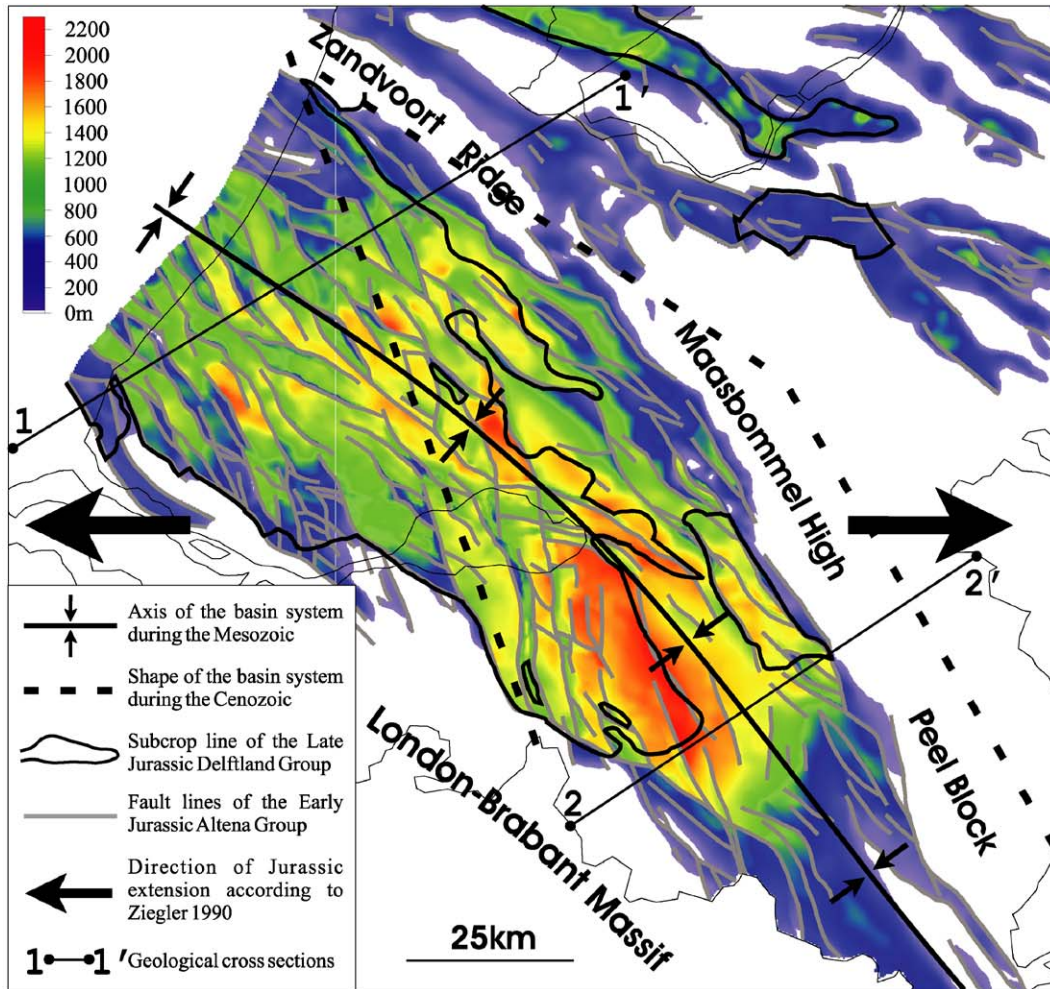 2200
2000
1800
1600
1400
1200
1000
800
600
400
200
0m
Zandvoort
Ridge
1'
Maasbommel High
1
2'
Peel Block
London-Brabant Massif
2
25km
Axis of the basin system
during the Mesozoic
Shape of the basin system
during the Cenozoic
Subcrop line of the Late
Jurassic Delftland Group
Fault lines of the Early
Jurassic Altena Group
Direction of Jurassic
extension according to
Ziegler 1990
1 1' Geological cross sections